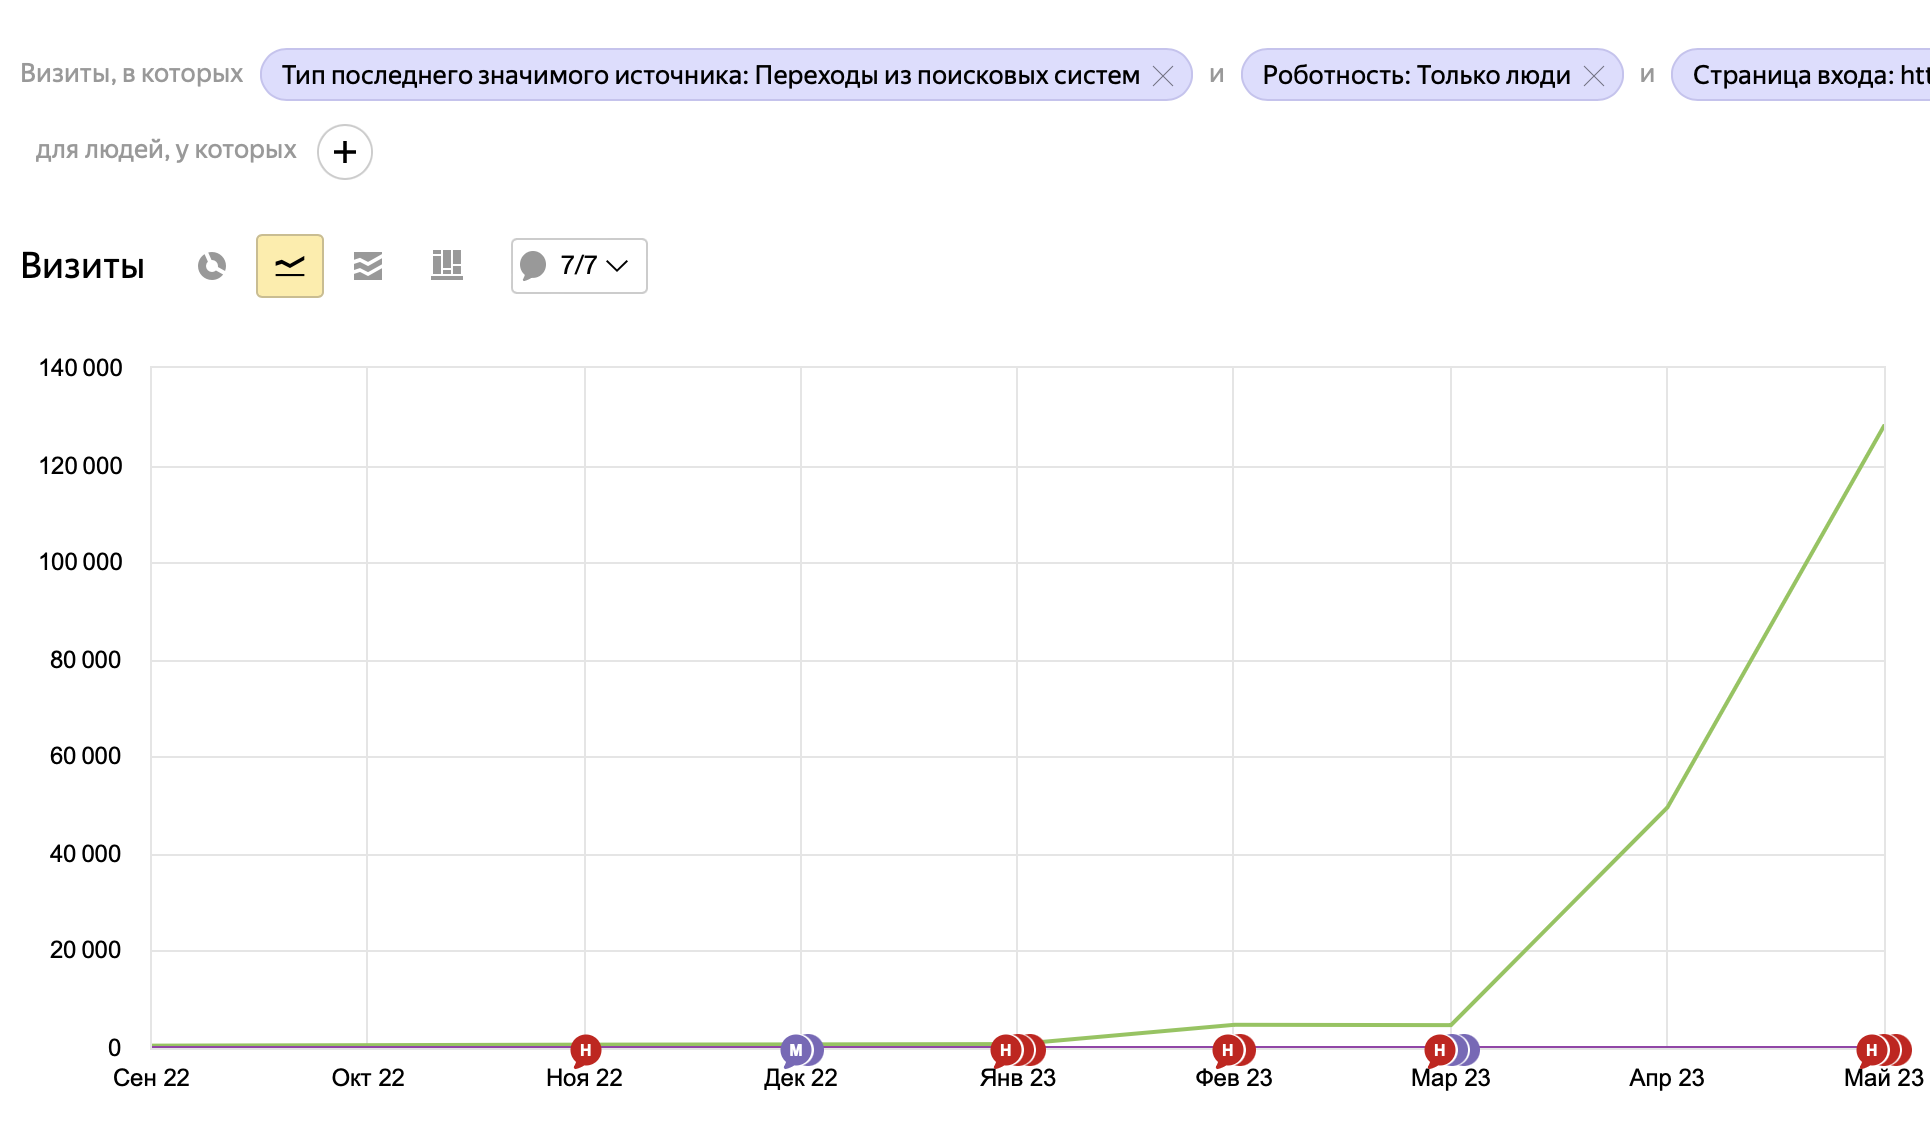 Визиты, в которых Тип последнего значимого источника: Переходы из поисковых систем и Роботность: Только люди и Страница входа: htt
для людей, у которых +
Визиты 7/7
140 000
120 000
100 000
80 000
60 000
40 000
20 000
0
Н М Н Н Н Н
Сен 22 Окт 22 Ноя 22 Дек 22 Янв 23 Фев 23 Мар 23 Апр 23 Май 23